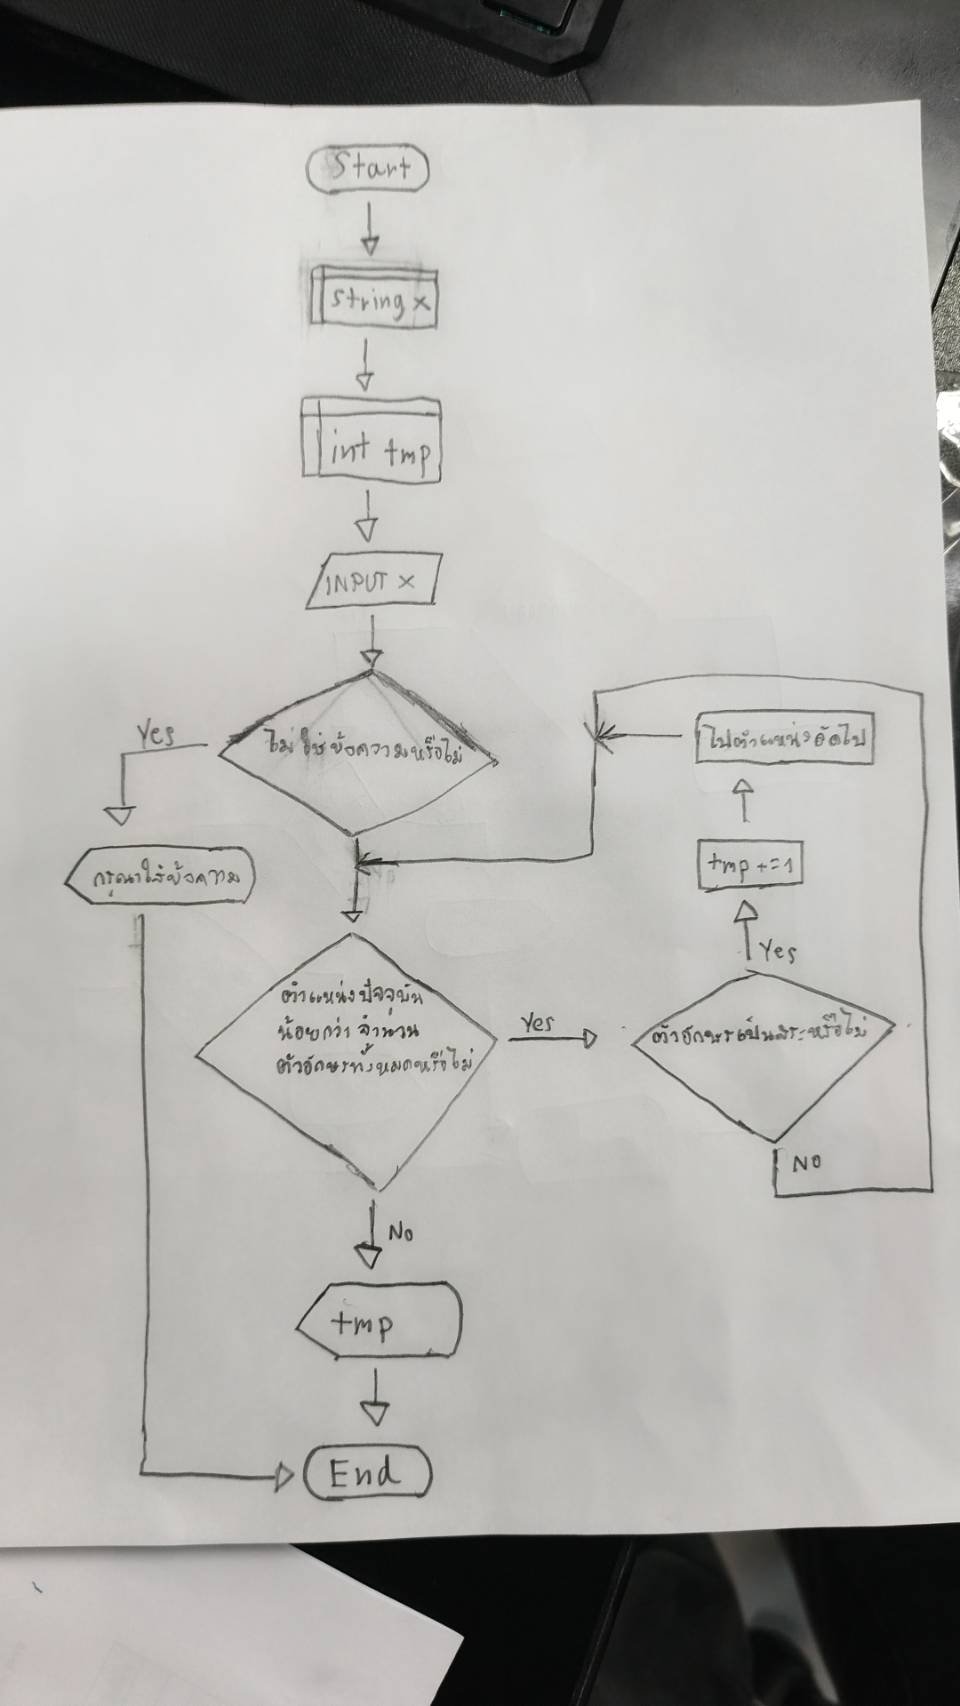 Start
string x
int tmp
INPUT x
ไม่ใช่ข้อความหรือไม่
Yes
ไปตำแหน่งถัดไป
กรุณาใส่ข้อความ
tmp +=1
Yes
ตำแหน่งปัจจุบัน
น้อยกว่า จำนวน
ตัวอักษรทั้งหมดหรือไม่
Yes
ตัวอักษรเป็นสระหรือไม่
No
No
tmp
End